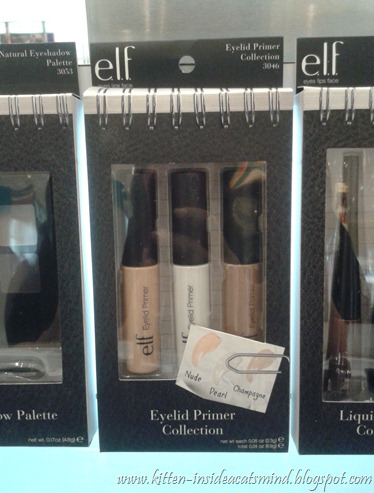 Natural Eyeshadow
Palette
3053
e.l.f.
eyes lips face
Eyelid Primer
Collection
3046
e.l.f.
eyes lips face
elf Eyelid Primer
Eyelid Primer
Eyelid Primer
Nude
Pearl
Champagne
ow Palette
Eyelid Primer
Collection
Liqui
Co
www.kitten-insideacatsmind.blogspot.com